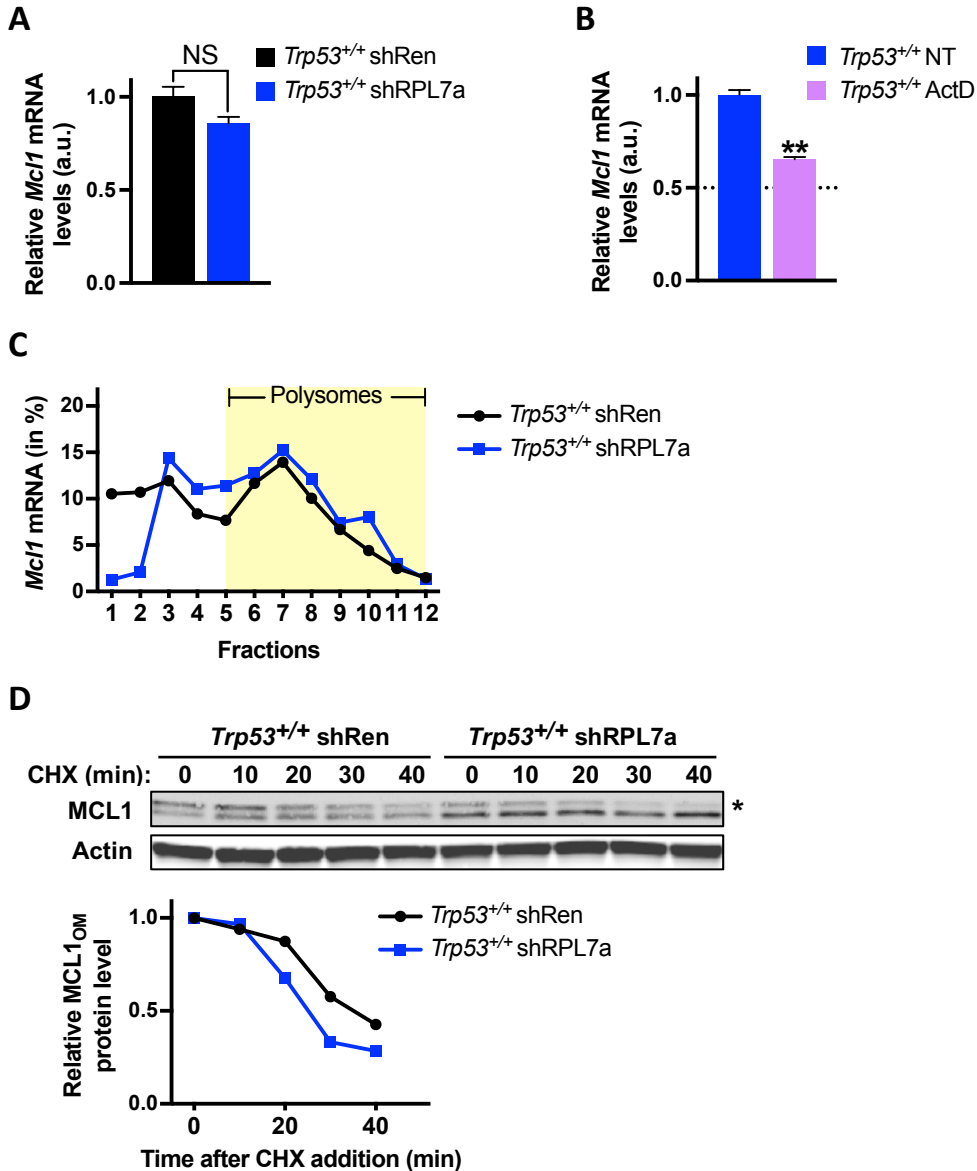 A
Relative Mcl1 mRNA
levels (a.u.)
1.0
0.5
0.0
NS
Trp53+/+ shRen
Trp53+/+ shRPL7a
B
Relative Mcl1 mRNA
levels (a.u.)
1.0
0.5
0.0
**
Trp53+/+ NT
Trp53+/+ ActD
C
Mcl1 mRNA (in %)
20
15
10
5
0
Polysomes
Trp53+/+ shRen
Trp53+/+ shRPL7a
1 2 3 4 5 6 7 8 9 10 11 12
Fractions
D
Trp53+/+ shRen Trp53+/+ shRPL7a
CHX (min): 0 10 20 30 40 0 10 20 30 40
MCL1 *
Actin
Relative MCL1OM
protein level
1.0
0.5
0.0
Trp53+/+ shRen
Trp53+/+ shRPL7a
0 20 40
Time after CHX addition (min)